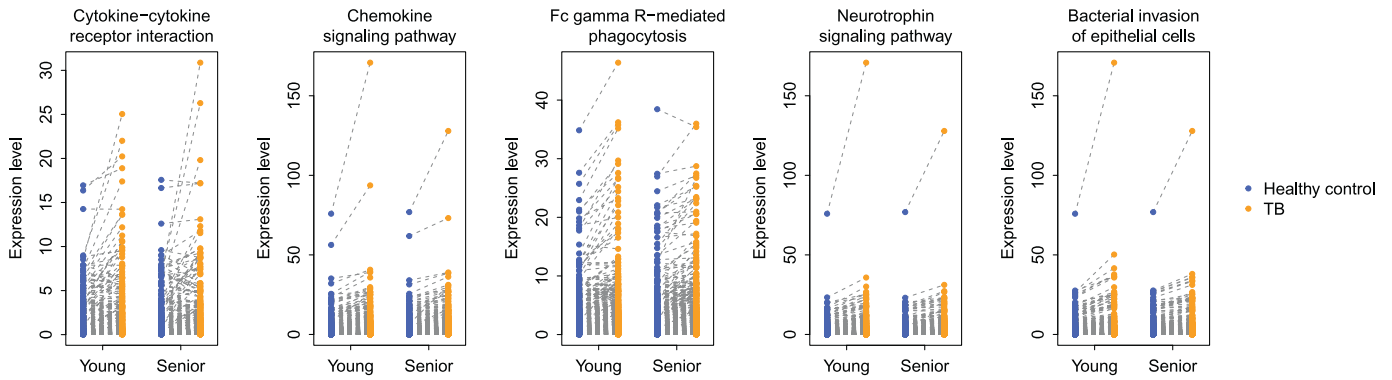 Cytokine−cytokine
receptor interaction
Expression level
0
5
10
15
20
25
30
Young
Senior
Chemokine
signaling pathway
Expression level
0
50
100
150
Young
Senior
Fc gamma R−mediated
phagocytosis
Expression level
0
10
20
30
40
Young
Senior
Neurotrophin
signaling pathway
Expression level
0
50
100
150
Young
Senior
Bacterial invasion
of epithelial cells
Expression level
0
50
100
150
Young
Senior
Healthy control
TB